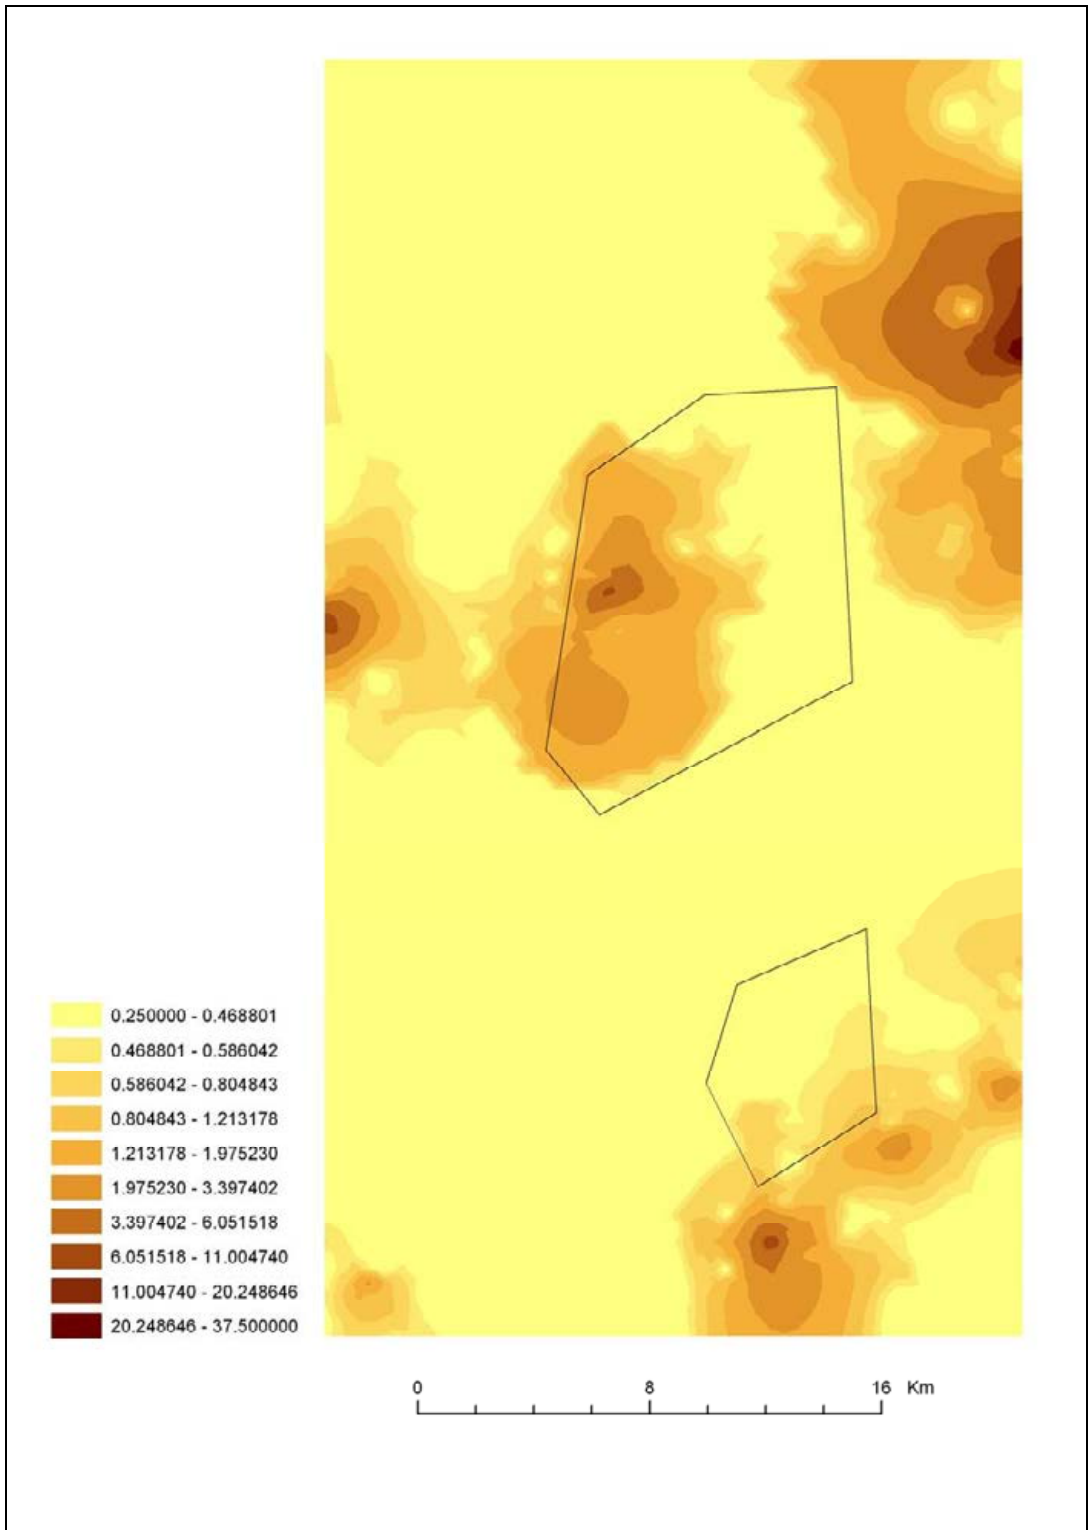 0.250000 - 0.468801
0.468801 - 0.586042
0.586042 - 0.804843
0.804843 - 1.213178
1.213178 - 1.975230
1.975230 - 3.397402
3.397402 - 6.051518
6.051518 - 11.004740
11.004740 - 20.248646
20.248646 - 37.500000
0 8 16 Km